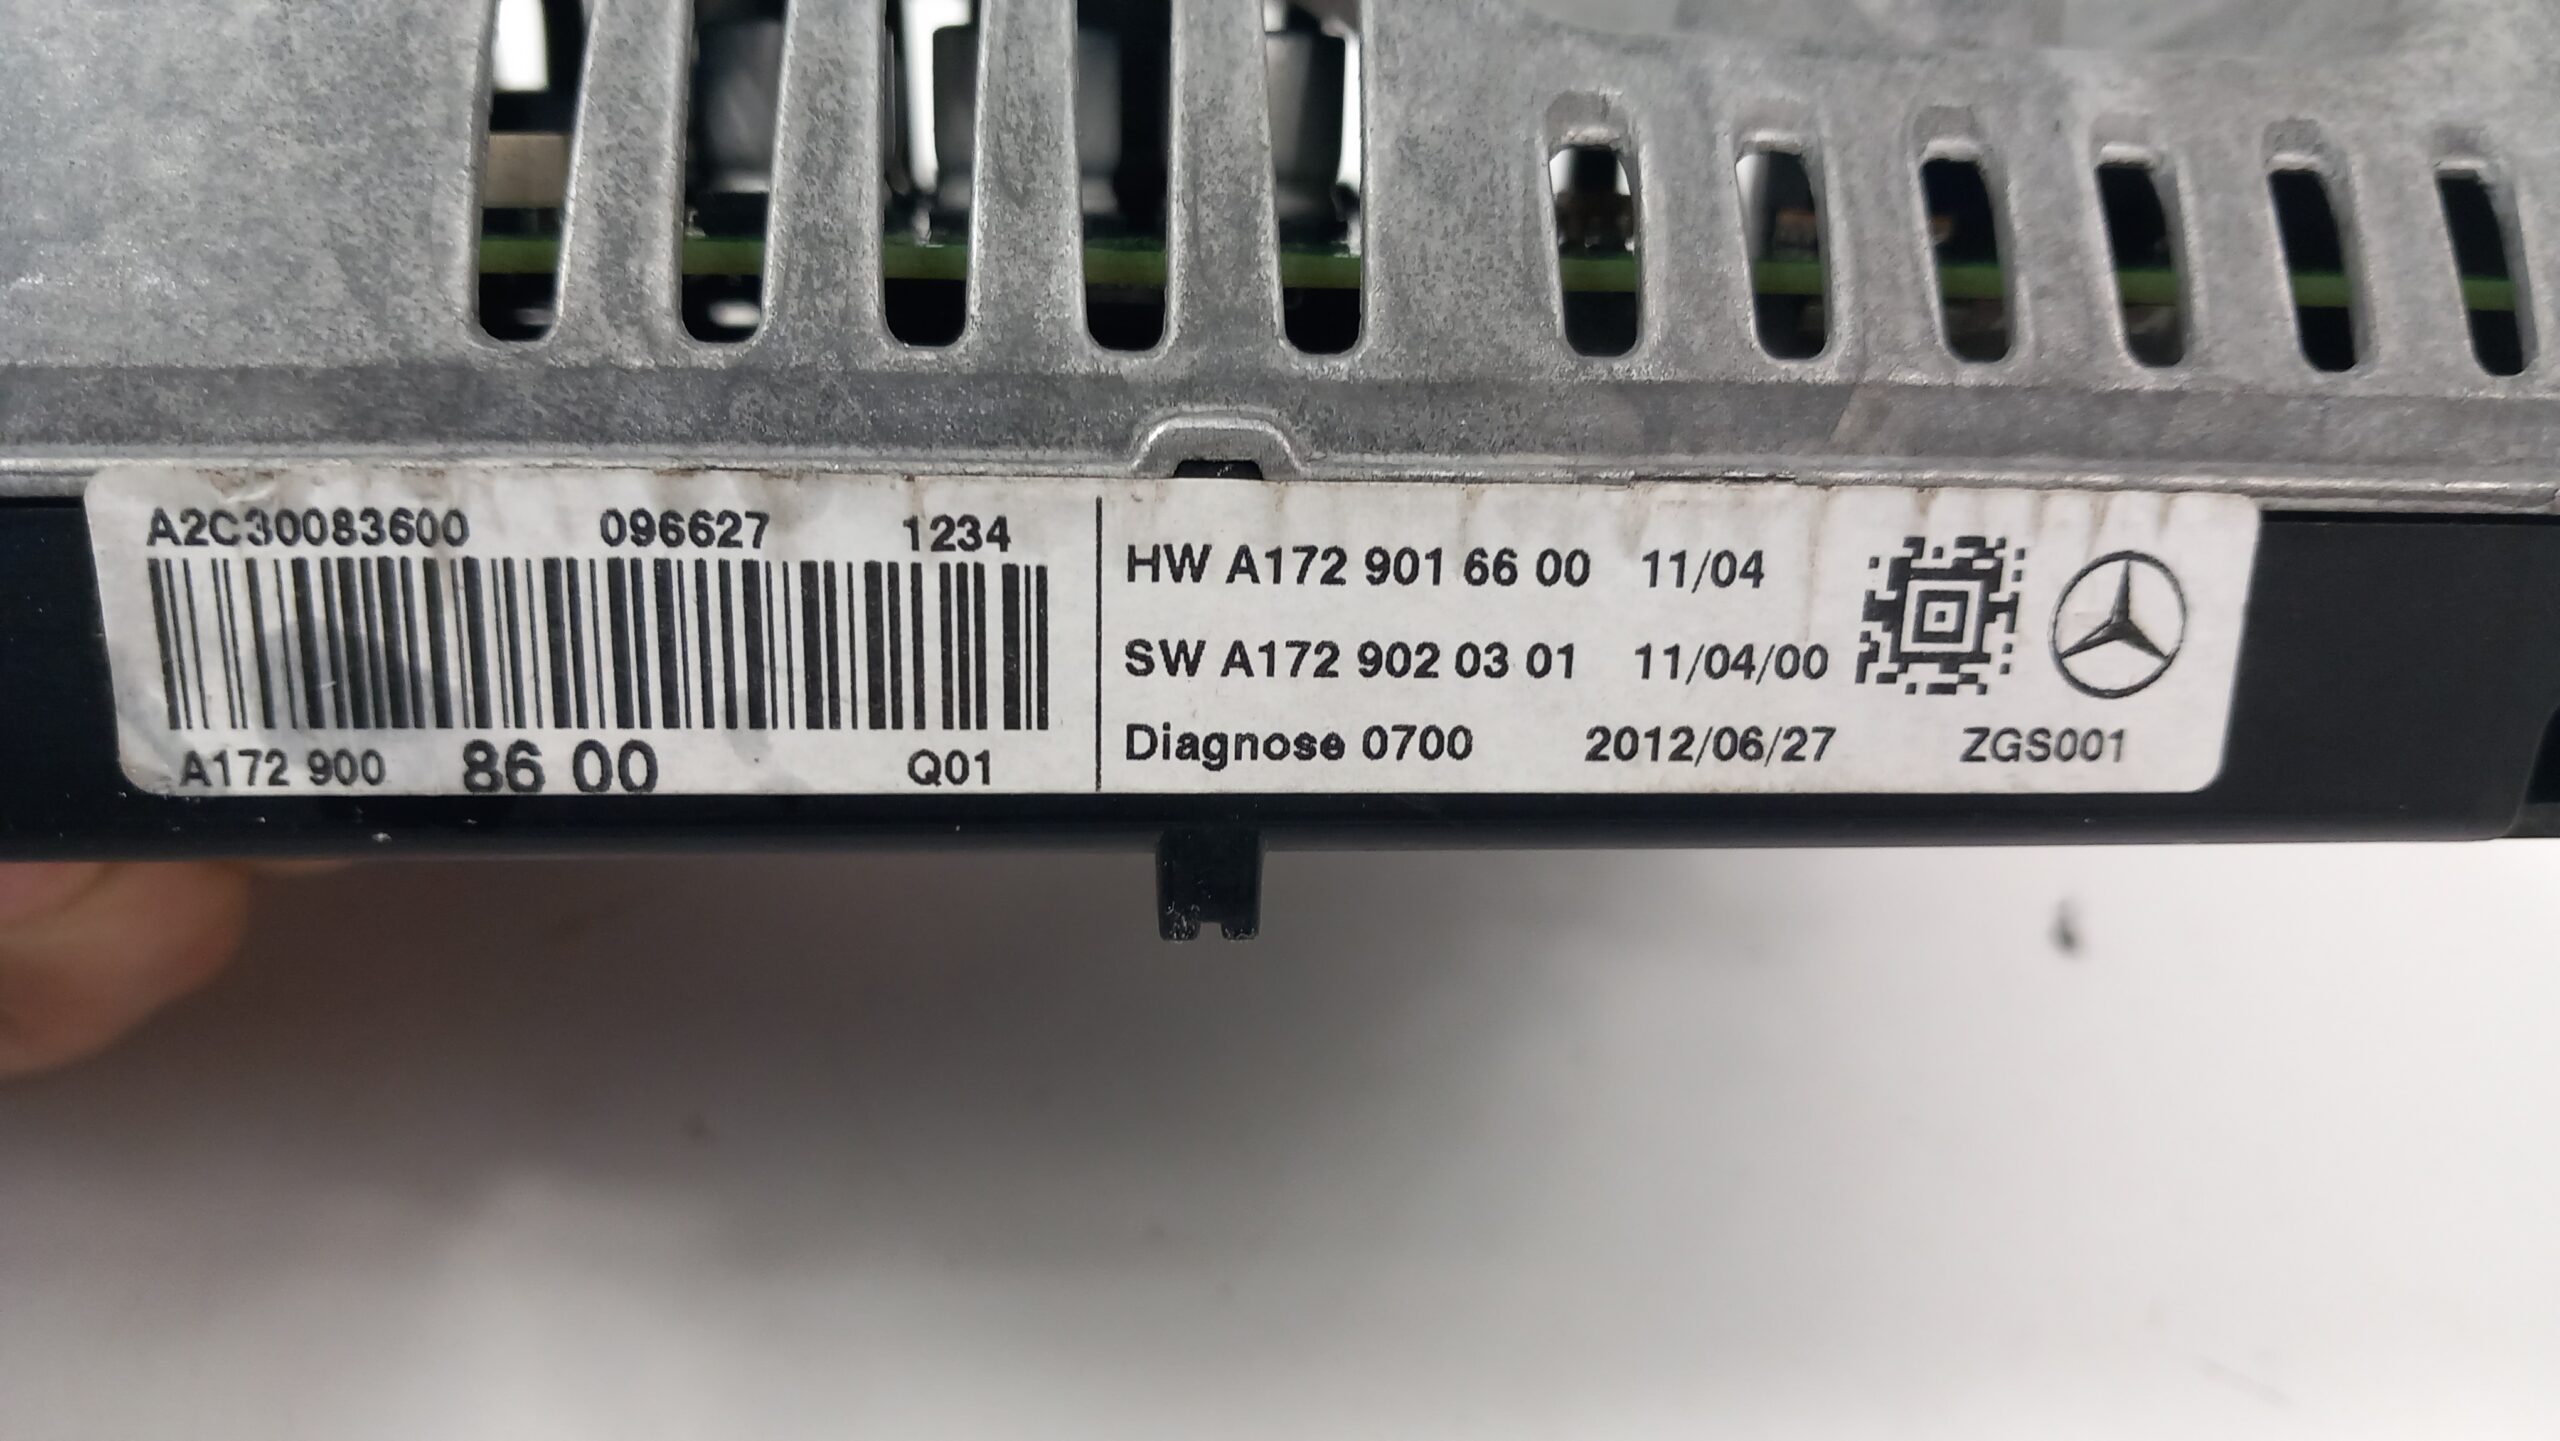 A2C30083600 096627 1234
A172 900 86 00 Q01
HW A172 901 66 00 11/04
SW A172 902 03 01 11/04/00
Diagnose 0700 2012/06/27 ZGS001